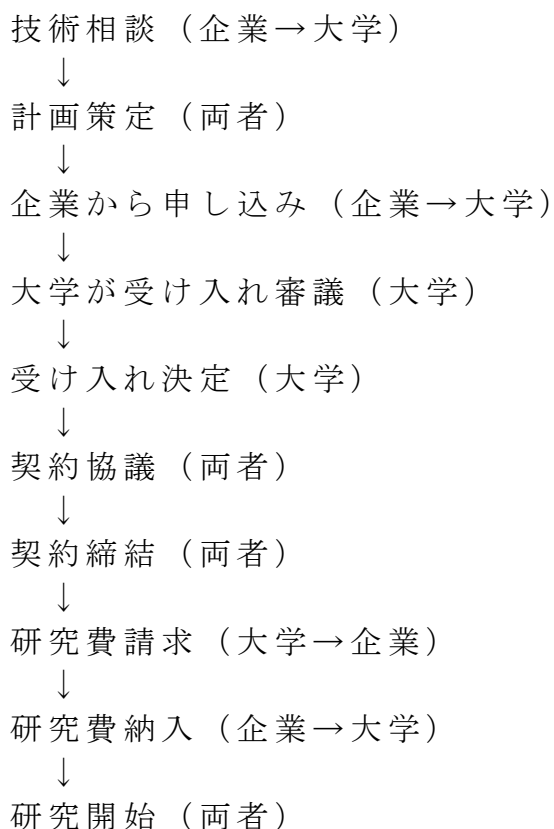 技術相談（企業→大学）
↓
計画策定（両者）
↓
企業から申し込み（企業→大学）
↓
大学が受け入れ審議（大学）
↓
受け入れ決定（大学）
↓
契約協議（両者）
↓
契約締結（両者）
↓
研究費請求（大学→企業）
↓
研究費納入（企業→大学）
↓
研究開始（両者）